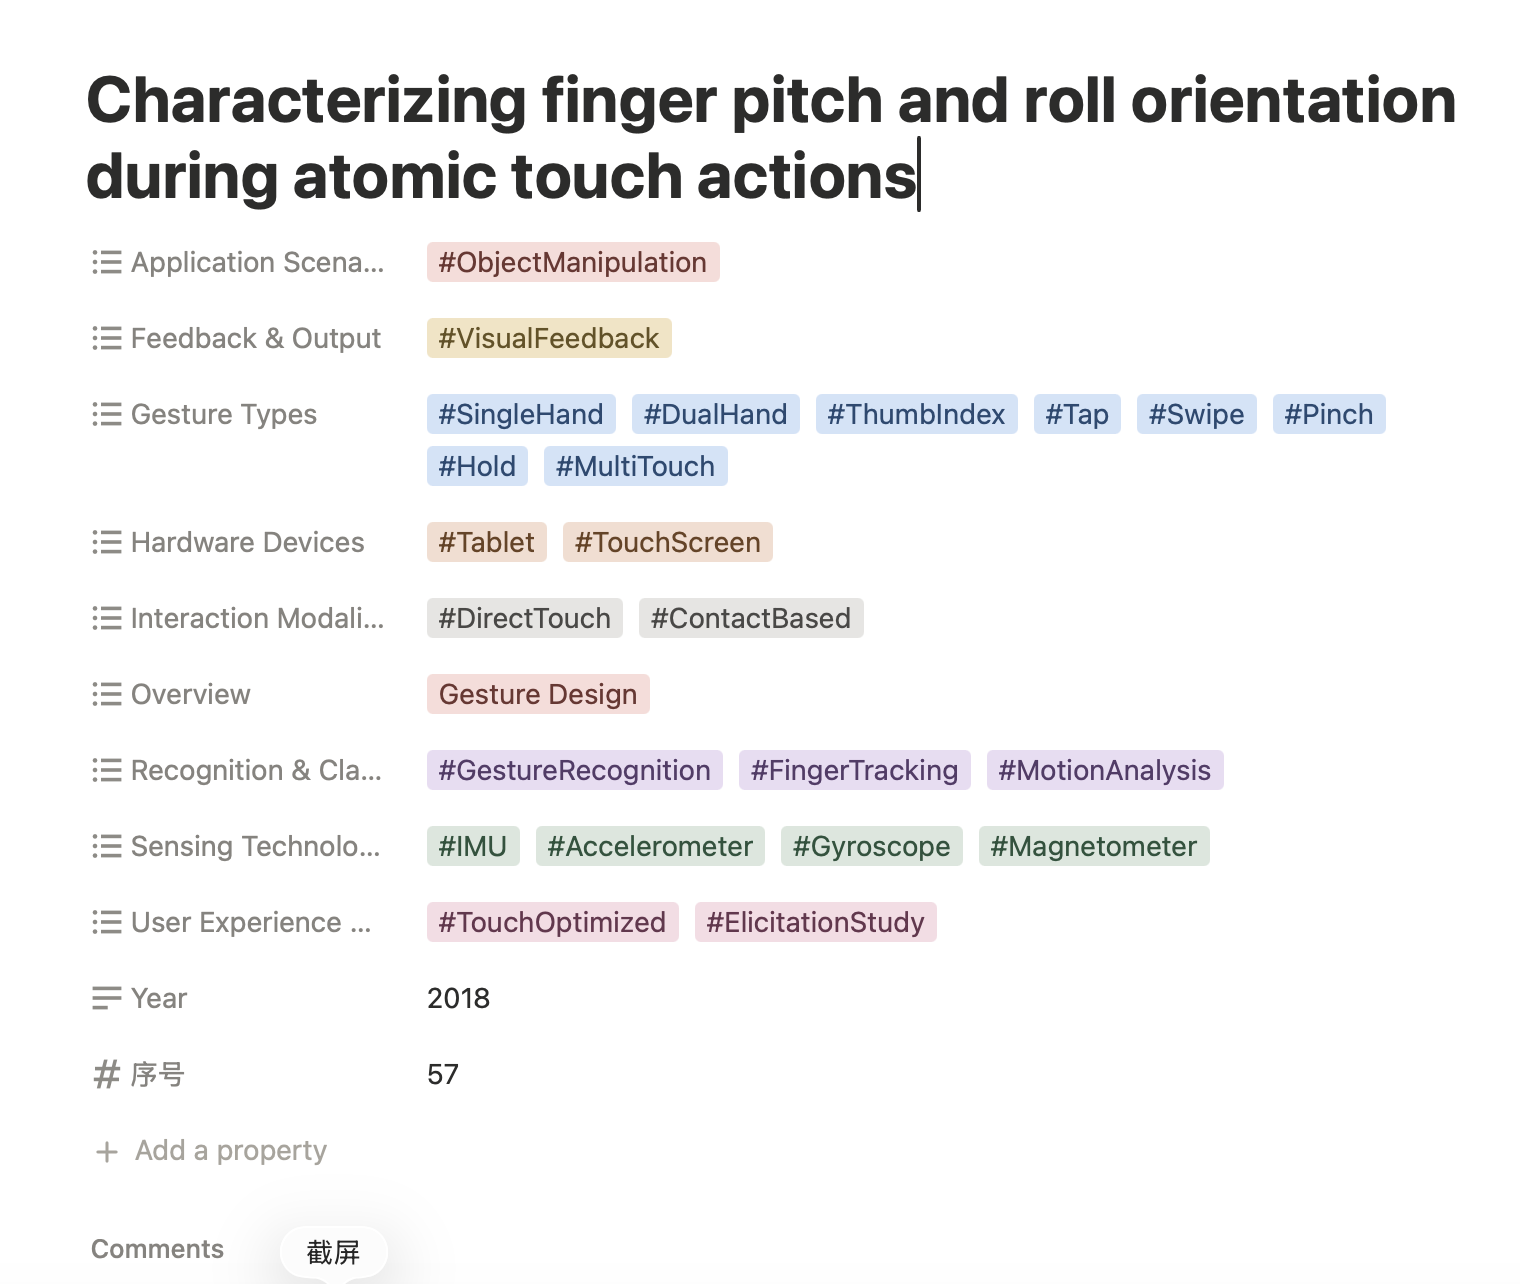 Characterizing finger pitch and roll orientation
during atomic touch actions
Application Scena... #ObjectManipulation
Feedback & Output #VisualFeedback
Gesture Types #SingleHand #DualHand #ThumbIndex #Tap #Swipe #Pinch
#Hold #MultiTouch
Hardware Devices #Tablet #TouchScreen
Interaction Modali... #DirectTouch #ContactBased
Overview Gesture Design
Recognition & Cla... #GestureRecognition #FingerTracking #MotionAnalysis
Sensing Technolo... #IMU #Accelerometer #Gyroscope #Magnetometer
User Experience ... #TouchOptimized #ElicitationStudy
Year 2018
# 序号 57
+ Add a property
Comments 截屏